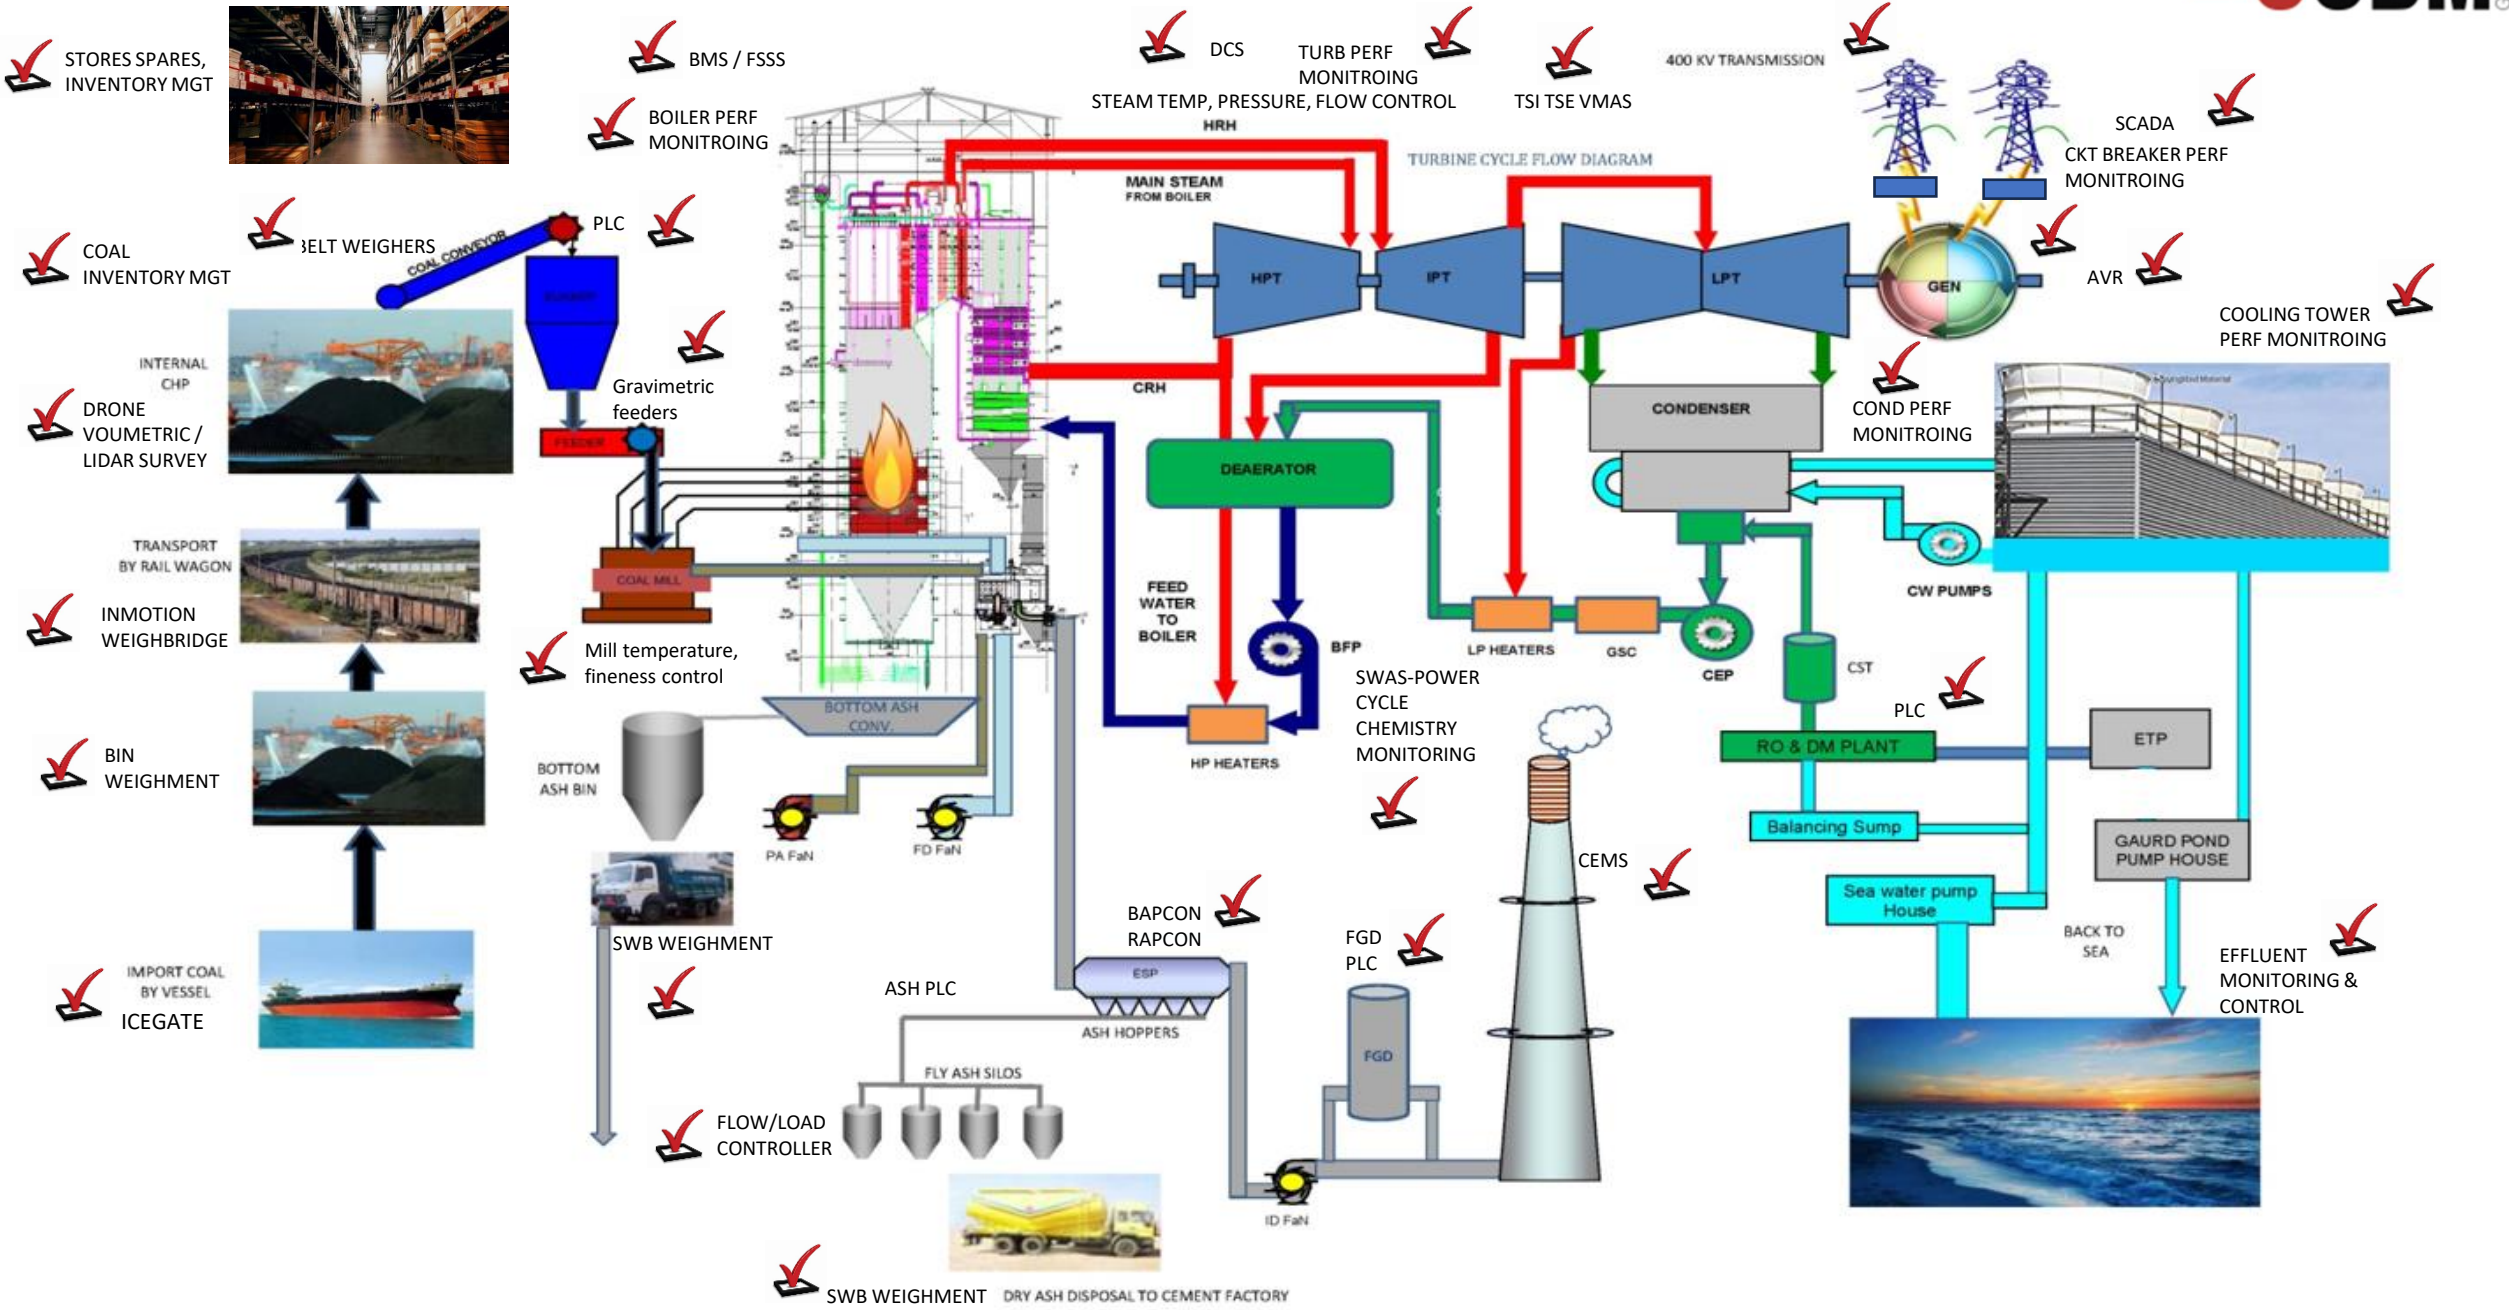 STORES SPARES,
INVENTORY MGT
BMS / FSSS
BOILER PERF
MONITROING
DCS
TURB PERF
MONITROING
STEAM TEMP, PRESSURE, FLOW CONTROL
HRH
TSI TSE VMAS
400 KV TRANSMISSION
SCADA
CKT BREAKER PERF
MONITROING
TURBINE CYCLE FLOW DIAGRAM
MAIN STEAM
FROM BOILER
COAL
INVENTORY MGT
BELT WEIGHERS
COAL CONVEYOR
PLC
BUNKER
HPT
IPT
LPT
GEN
AVR
COOLING TOWER
PERF MONITROING
INTERNAL
CHP
DRONE
VOUMETRIC /
LIDAR SURVEY
Gravimetric
feeders
FEEDER
CRH
CONDENSER
COND PERF
MONITROING
DEAERATOR
TRANSPORT
BY RAIL WAGON
COAL MILL
INMOTION
WEIGHBRIDGE
Mill temperature,
fineness control
FEED
WATER
TO
BOILER
BFP
LP HEATERS
GSC
CEP
CW PUMPS
CST
SWAS-POWER
CYCLE
CHEMISTRY
MONITORING
HP HEATERS
PLC
RO & DM PLANT
ETP
BIN
WEIGHMENT
BOTTOM ASH
CONV.
BOTTOM
ASH BIN
PA FaN
FD FaN
Balancing Sump
GAURD POND
PUMP HOUSE
CEMS
Sea water pump
House
BACK TO
SEA
EFFLUENT
MONITORING &
CONTROL
IMPORT COAL
BY VESSEL
ICEGATE
SWB WEIGHMENT
BAPCON
RAPCON
FGD
PLC
ASH PLC
ESP
ASH HOPPERS
FGD
FLY ASH SILOS
FLOW/LOAD
CONTROLLER
ID FaN
SWB WEIGHMENT
DRY ASH DISPOSAL TO CEMENT FACTORY